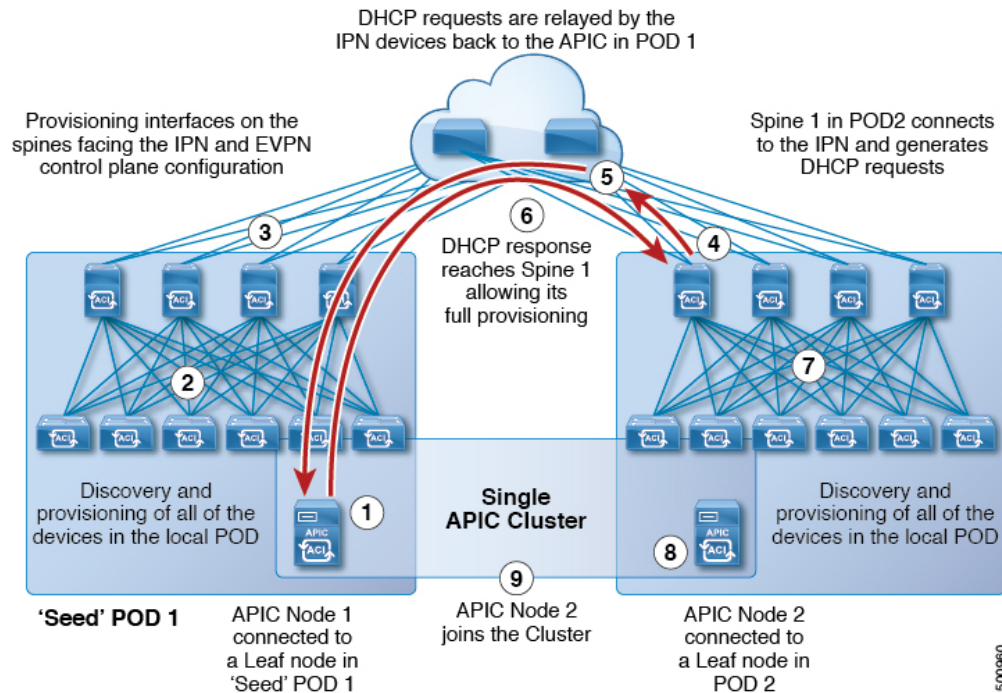 DHCP requests are relayed by the
IPN devices back to the APIC in POD 1
Provisioning interfaces on the
spines facing the IPN and EVPN
control plane configuration
Spine 1 in POD2 connects
to the IPN and generates
DHCP requests
5
6
3
4
DHCP response
reaches Spine 1
allowing its
full provisioning
ACI
ACI
ACI
ACI
ACI
ACI
ACI
ACI
2
7
ACI
ACI
ACI
ACI
ACI
ACI
ACI
ACI
ACI
ACI
ACI
ACI
Discovery and
provisioning of all of the
devices in the local POD
1
APIC
ACI
Single
APIC Cluster
8
APIC
ACI
Discovery and
provisioning of all of the
devices in the local POD
9
'Seed' POD 1
APIC Node 1
connected to
a Leaf node in
'Seed' POD 1
APIC Node 2
joins the Cluster
APIC Node 2
connected to
a Leaf node in
POD 2